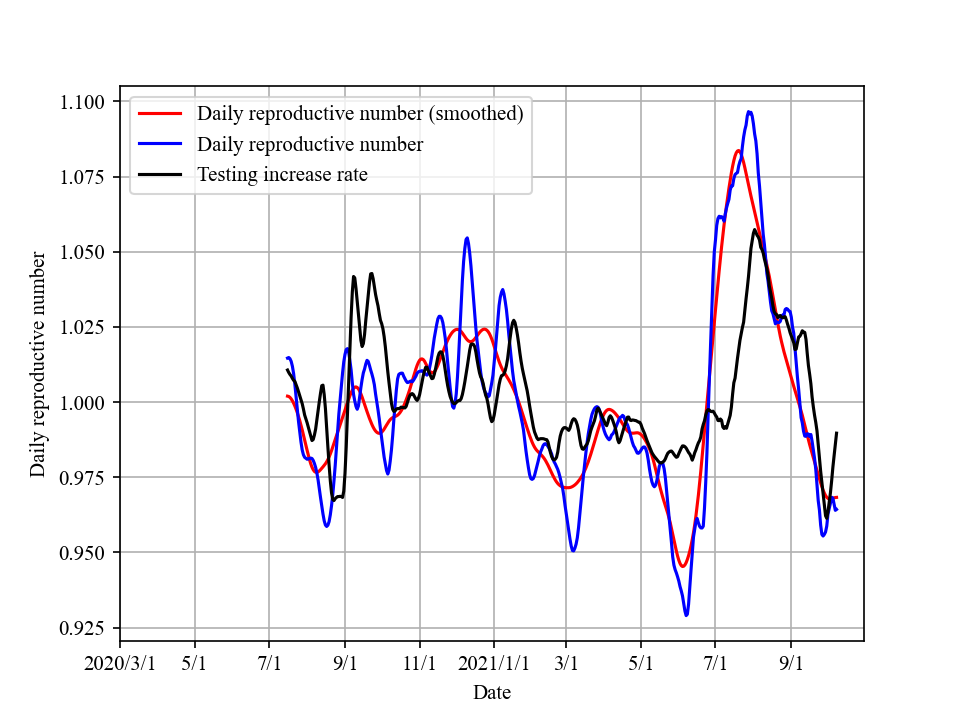 Daily reproductive number (smoothed)
Daily reproductive number
Testing increase rate
1.100
1.075
1.050
1.025
1.000
0.975
0.950
0.925
Daily reproductive number
2020/3/1 5/1 7/1 9/1 11/1 2021/1/1 3/1 5/1 7/1 9/1
Date